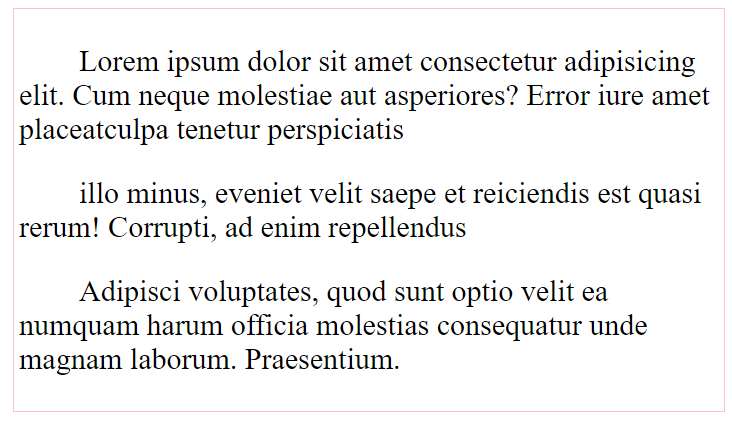 Lorem ipsum dolor sit amet consectetur adipisicing
elit. Cum neque molestiae aut asperiores? Error iure amet
placeatculpa tenetur perspiciatis
illo minus, eveniet velit saepe et reiciendis est quasi
rerum! Corrupti, ad enim repellendus
Adipisci voluptates, quod sunt optio velit ea
numquam harum officia molestias consequatur unde
magnam laborum. Praesentium.